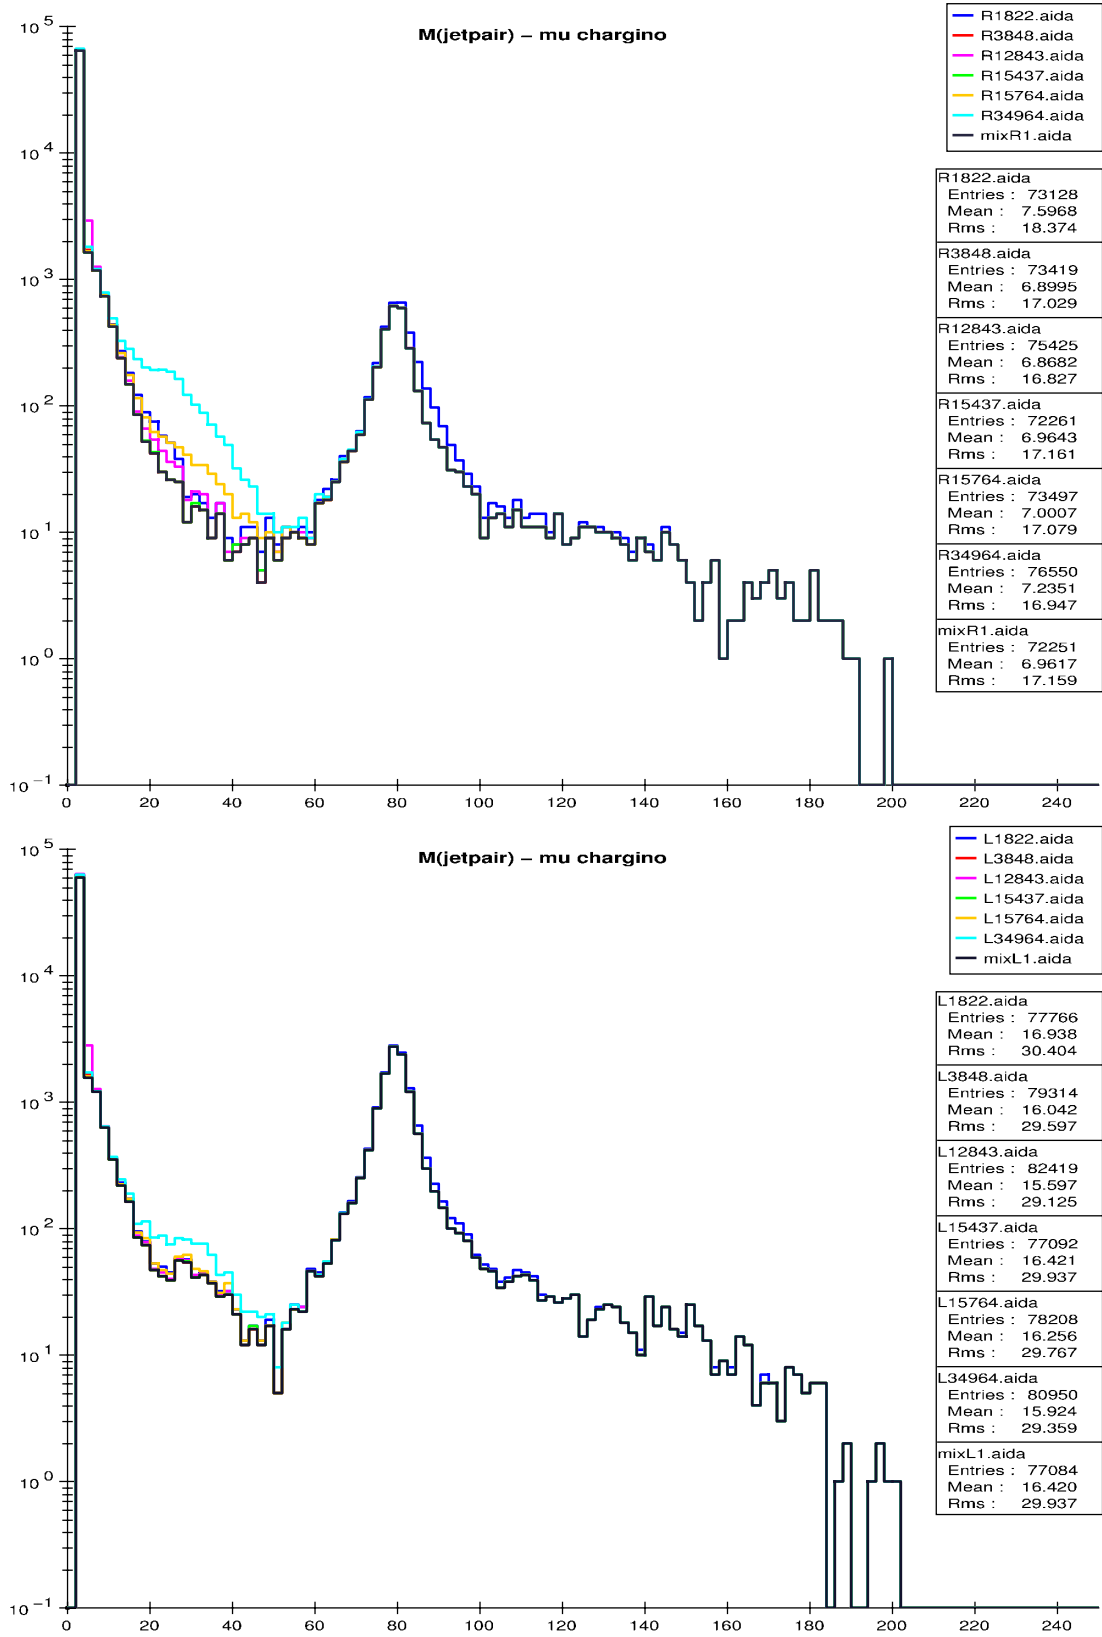 M(jetpair) – mu chargino
R1822.aida
R3848.aida
R12843.aida
R15437.aida
R15764.aida
R34964.aida
mixR1.aida
R1822.aida
Entries : 73128
Mean : 7.5968
Rms : 18.374
R3848.aida
Entries : 73419
Mean : 6.8995
Rms : 17.029
R12843.aida
Entries : 75425
Mean : 6.8682
Rms : 16.827
R15437.aida
Entries : 72261
Mean : 6.9643
Rms : 17.161
R15764.aida
Entries : 73497
Mean : 7.0007
Rms : 17.079
R34964.aida
Entries : 76550
Mean : 7.2351
Rms : 16.947
mixR1.aida
Entries : 72251
Mean : 6.9617
Rms : 17.159
10^5
10^4
10^3
10^2
10^1
10^0
10^-1
0 20 40 60 80 100 120 140 160 180 200 220 240
M(jetpair) – mu chargino
L1822.aida
L3848.aida
L12843.aida
L15437.aida
L15764.aida
L34964.aida
mixL1.aida
L1822.aida
Entries : 77766
Mean : 16.938
Rms : 30.404
L3848.aida
Entries : 79314
Mean : 16.042
Rms : 29.597
L12843.aida
Entries : 82419
Mean : 15.597
Rms : 29.125
L15437.aida
Entries : 77092
Mean : 16.421
Rms : 29.937
L15764.aida
Entries : 78208
Mean : 16.256
Rms : 29.767
L34964.aida
Entries : 80950
Mean : 15.924
Rms : 29.359
mixL1.aida
Entries : 77084
Mean : 16.420
Rms : 29.937
10^5
10^4
10^3
10^2
10^1
10^0
10^-1
0 20 40 60 80 100 120 140 160 180 200 220 240